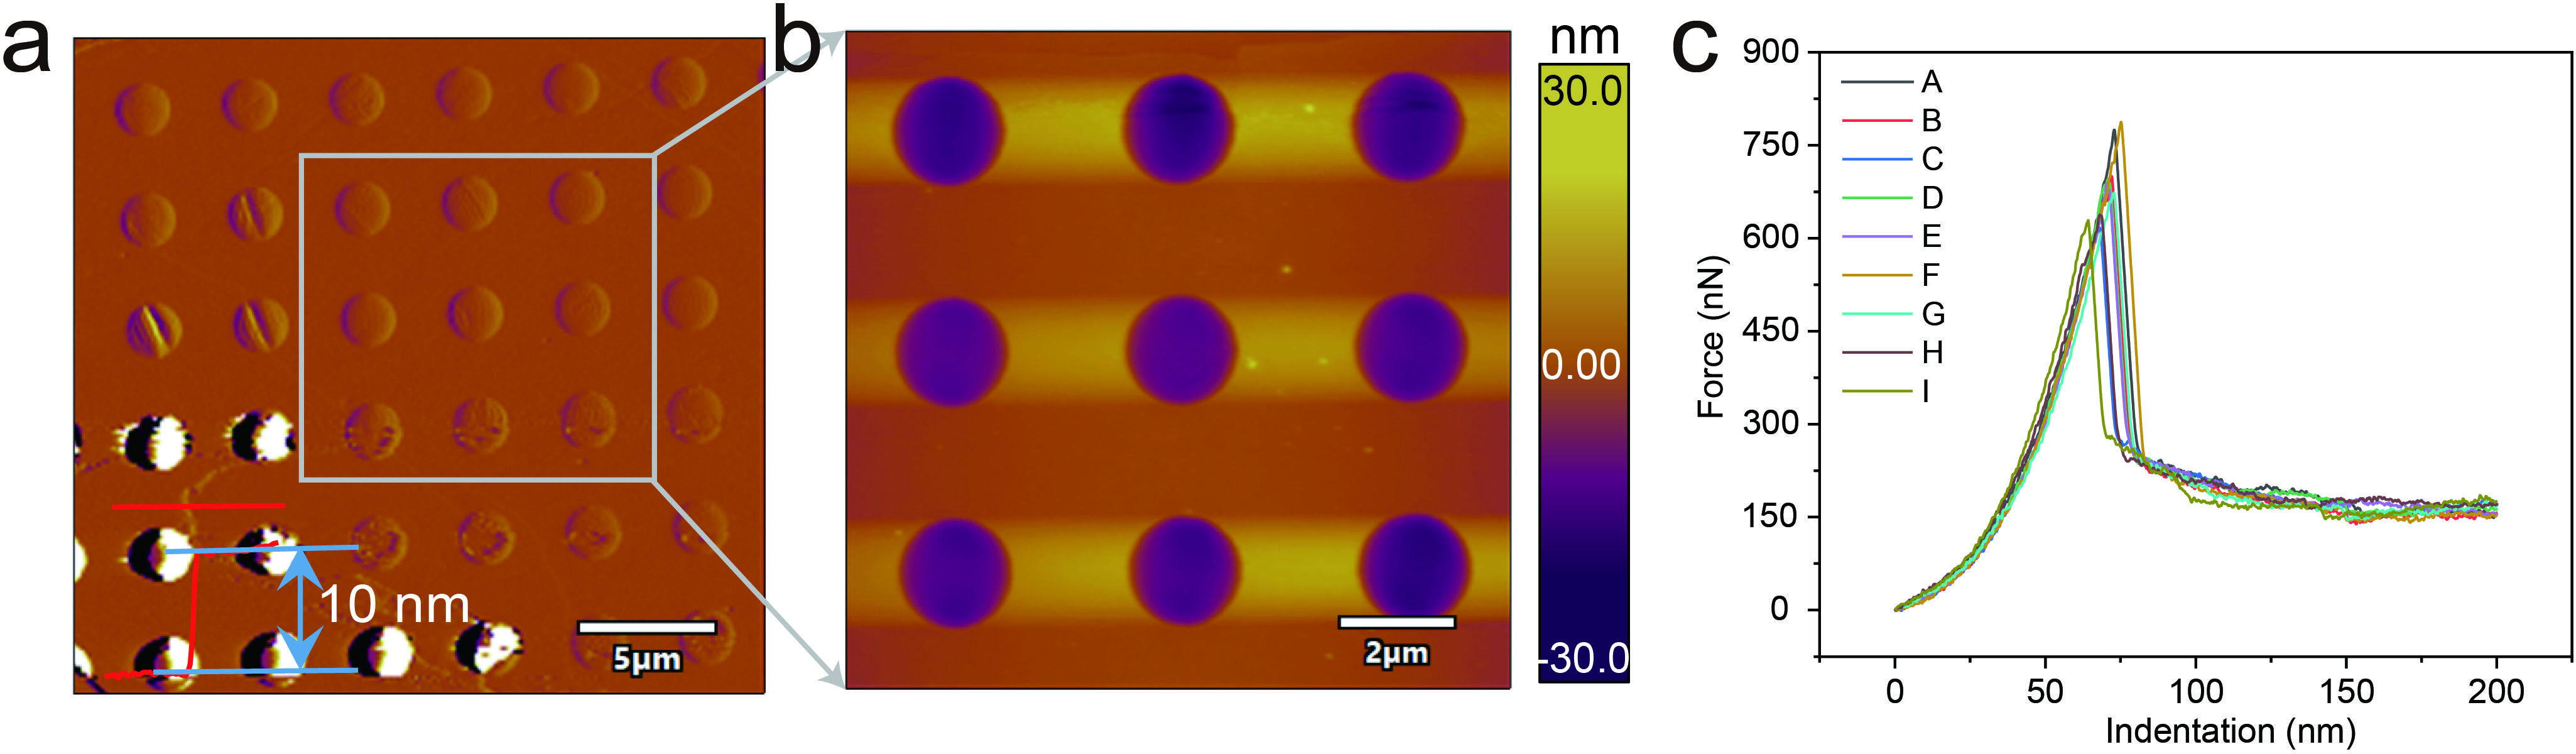 a
10 nm
5µm
b
2µm
nm
30.0
0.00
-30.0
c
900
750
600
450
300
150
0
Force (nN)
A
B
C
D
E
F
G
H
I
0
50
100
150
200
Indentation (nm)